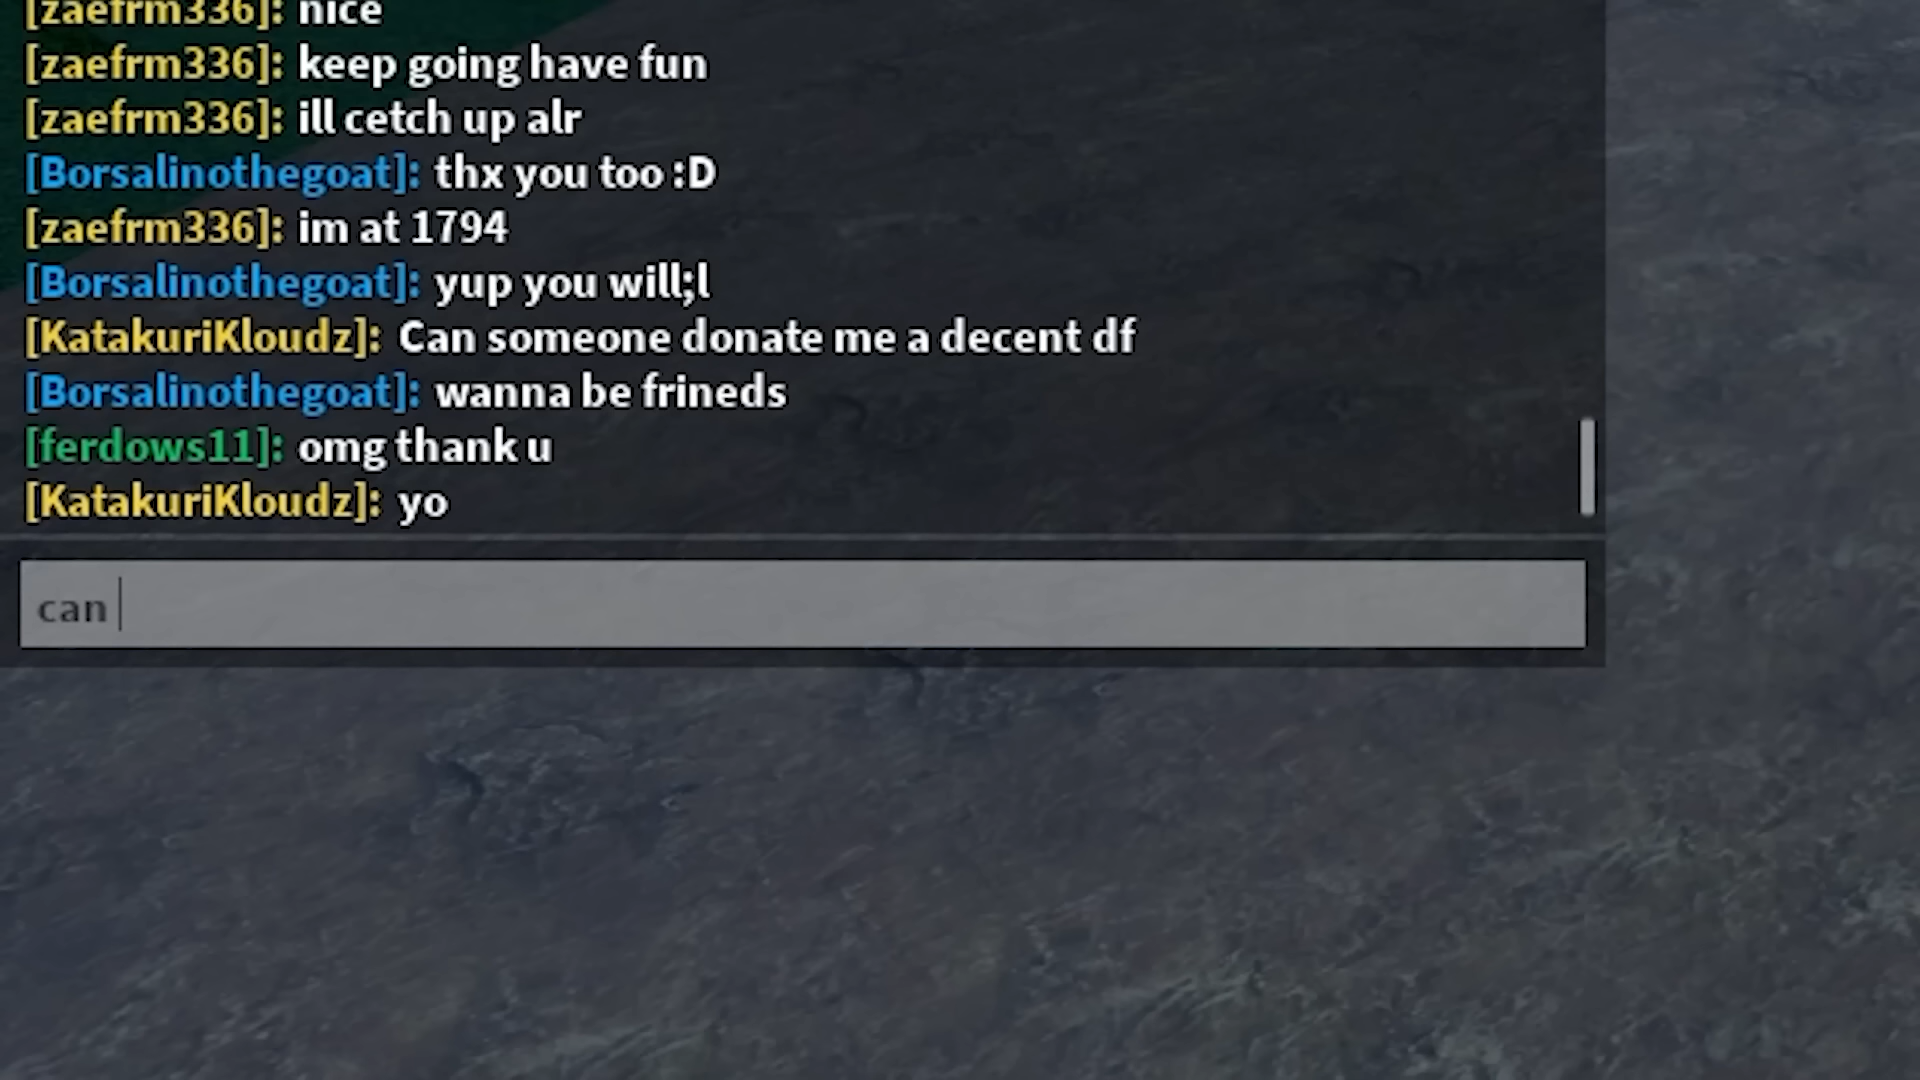 [zaefrm336]: nice
[zaefrm336]: keep going have fun
[zaefrm336]: ill cetch up alr
[Borsalinothegoat]: thx you too :D
[zaefrm336]: im at 1794
[Borsalinothegoat]: yup you will;l
[KatakuriKloudz]: Can someone donate me a decent df
[Borsalinothegoat]: wanna be frineds
[ferdows11]: omg thank u
[KatakuriKloudz]: yo
can